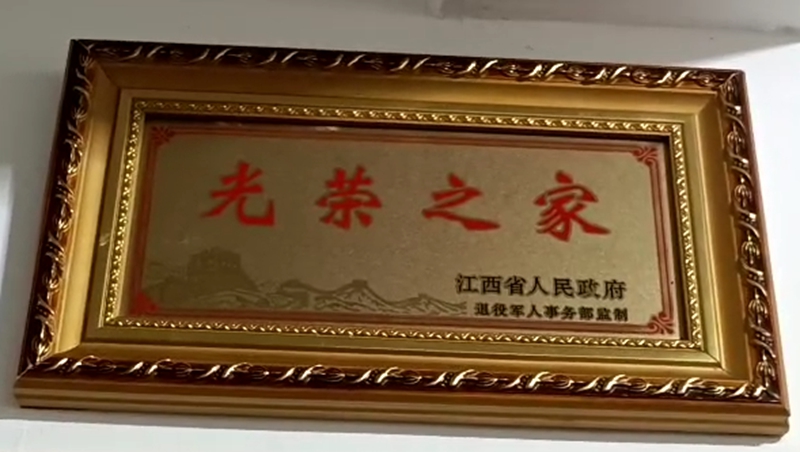 光荣之家
江西省人民政府
退役军人事务部监制